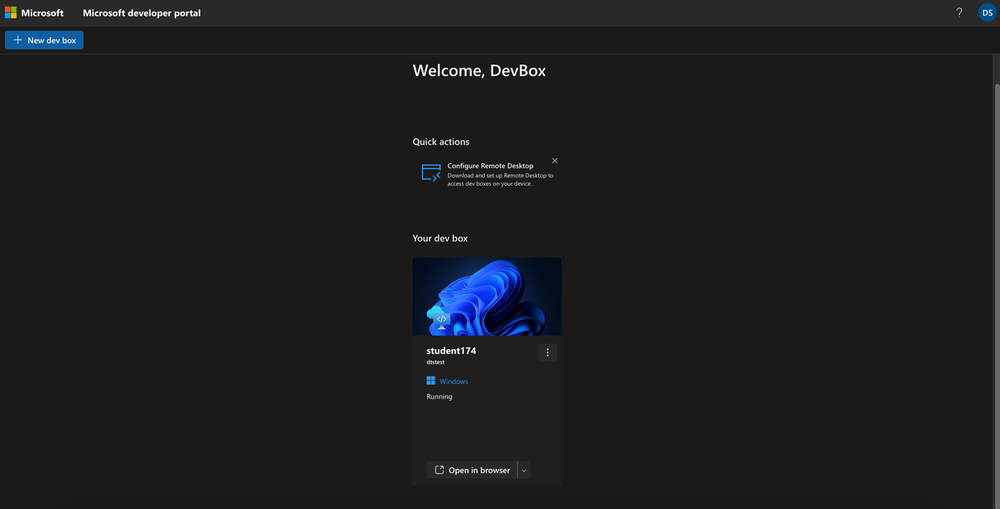 Microsoft
Microsoft developer portal
?
DS
New dev box
Welcome, DevBox
Quick actions
Configure Remote Desktop
Download and set up Remote Desktop to
access dev boxes on your device.
Your dev box
</>
student174
dtstest
Windows
Running
Open in browser